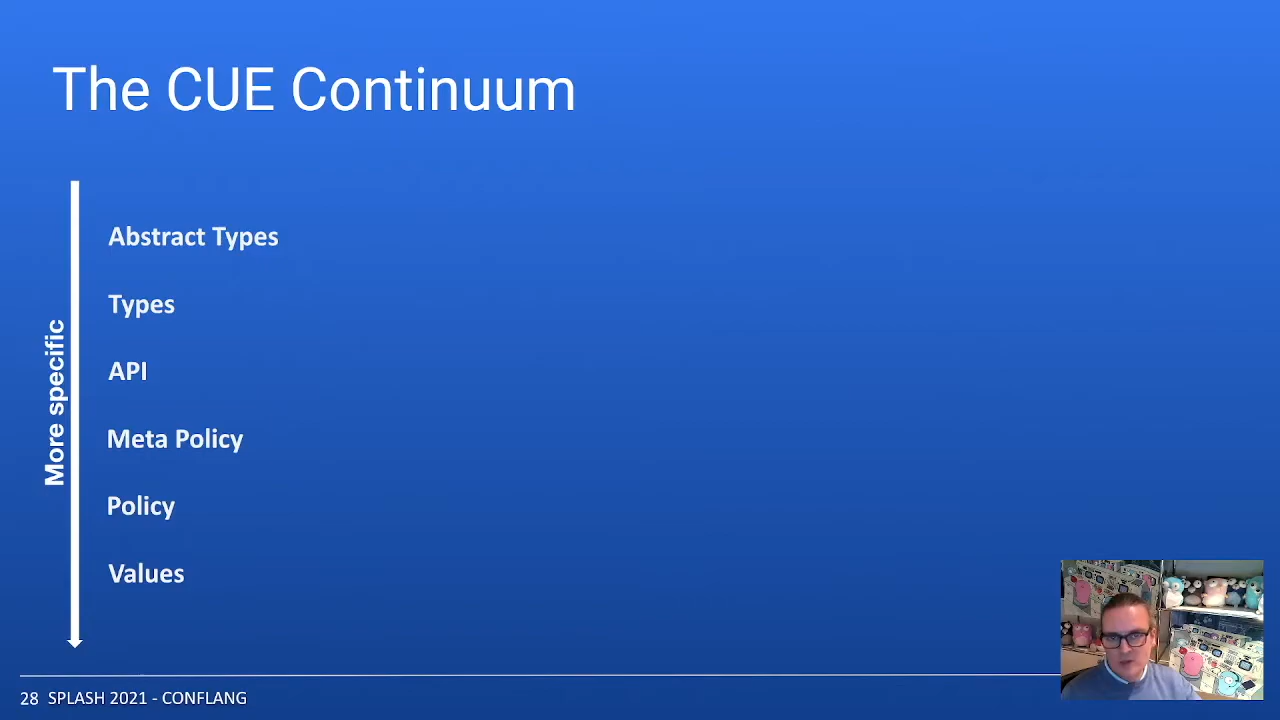 The CUE Continuum
Abstract Types
Types
API
More specific
Meta Policy
Policy
Values
28 SPLASH 2021 - CONFLANG